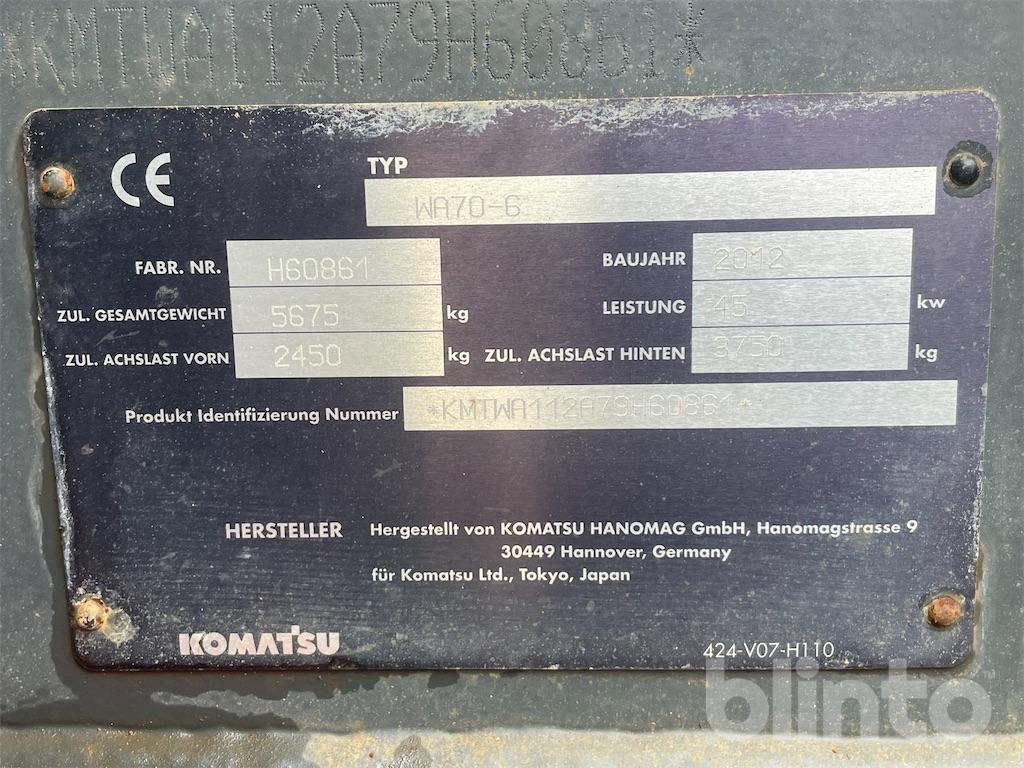 *KMTWA112A79H60861*
CE
TYP
WA70-6
FABR. NR. H60861 BAUJAHR 2012
ZUL. GESAMTGEWICHT 5675 kg LEISTUNG 45 kw
ZUL. ACHSLAST VORN 2450 kg ZUL. ACHSLAST HINTEN 3750 kg
Produkt Identifizierung Nummer *KMTWA112A79H60861*
HERSTELLER Hergestellt von KOMATSU HANOMAG GmbH, Hanomagstrasse 9
30449 Hannover, Germany
für Komatsu Ltd., Tokyo, Japan
KOMATSU
424-V07-H110
blinto™